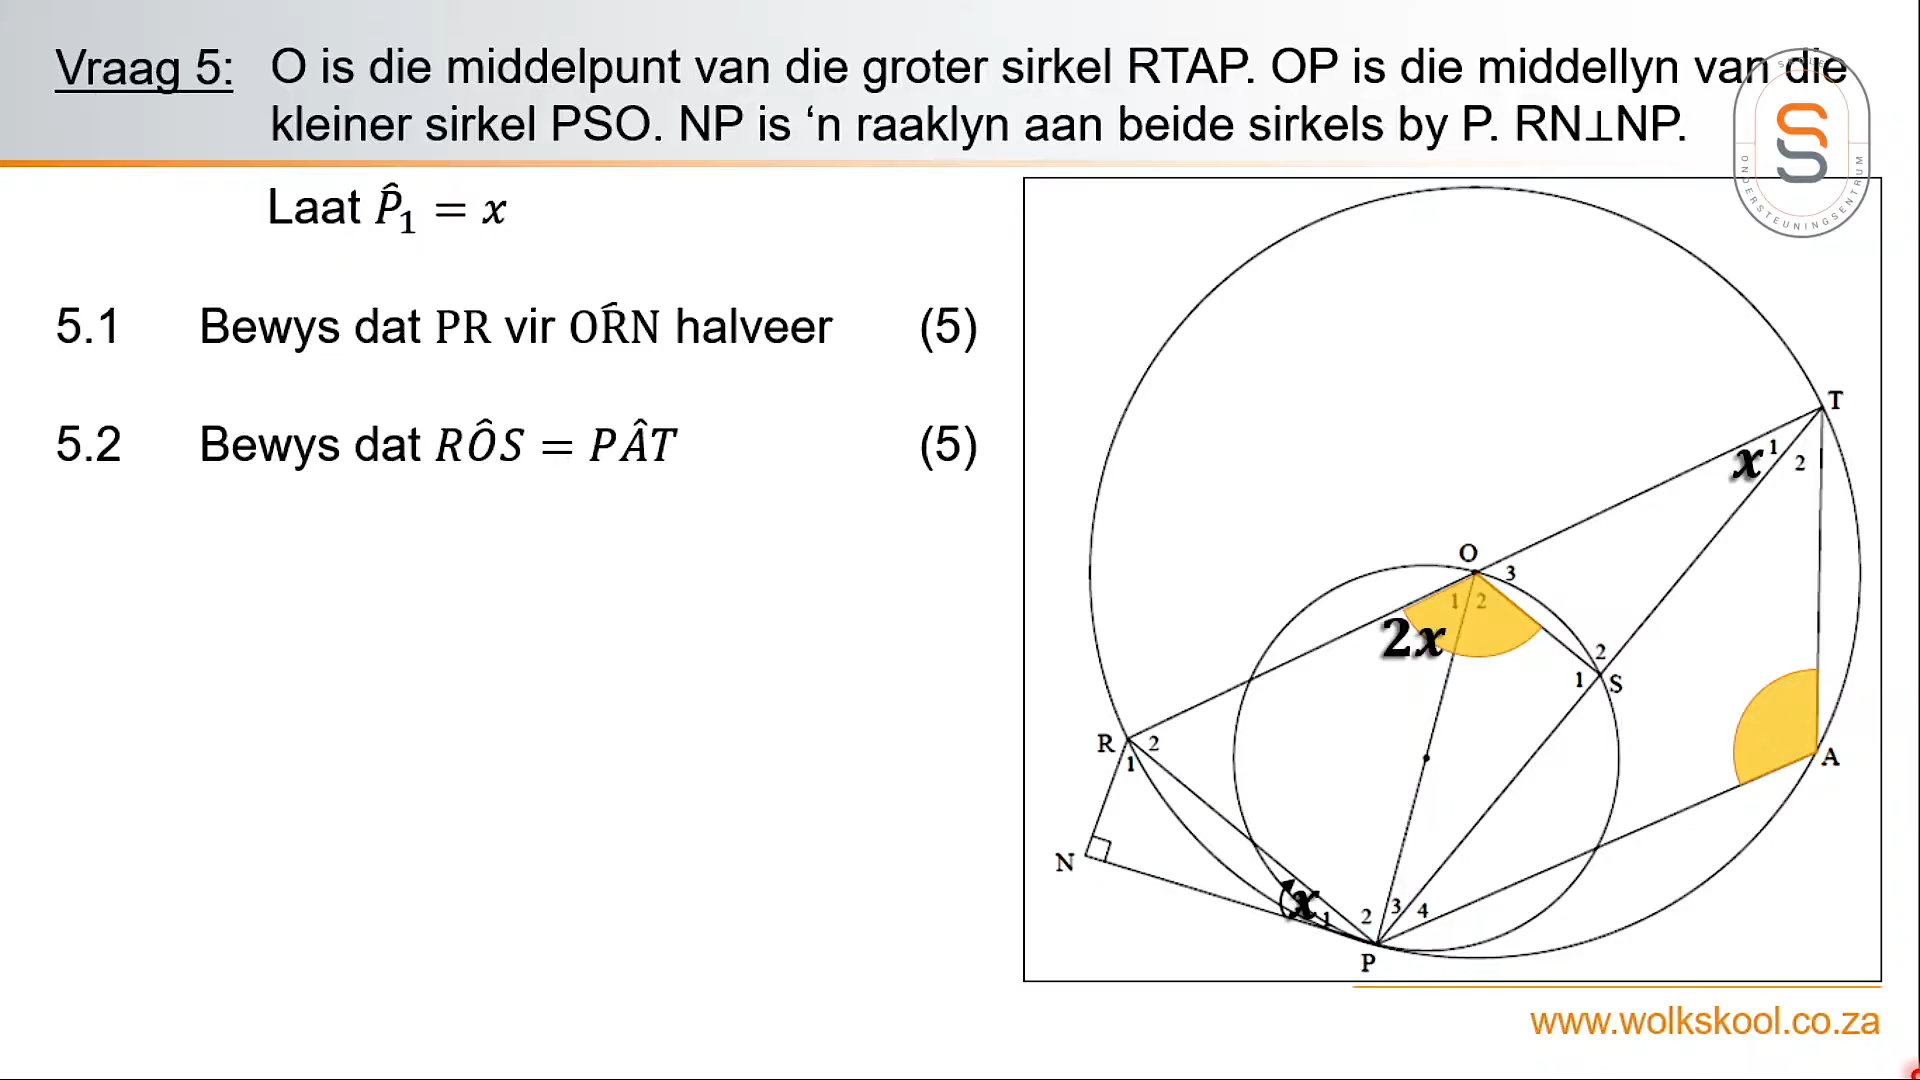 Vraag 5: O is die middelpunt van die groter sirkel RTAP. OP is die middellyn van die
kleiner sirkel PSO. NP is ‘n raaklyn aan beide sirkels by P. RN⊥NP.
Laat P̂₁ = x
5.1 Bewys dat PR vir OR̂N halveer (5)
5.2 Bewys dat RÔS = PÂT (5)
T
x 1 2
O
3
1 2
2x
2
1 S
R 2
1
A
N
x 1 2 3 4
P
ONDERSTEUNINGSENTRUM
www.wolkskool.co.za